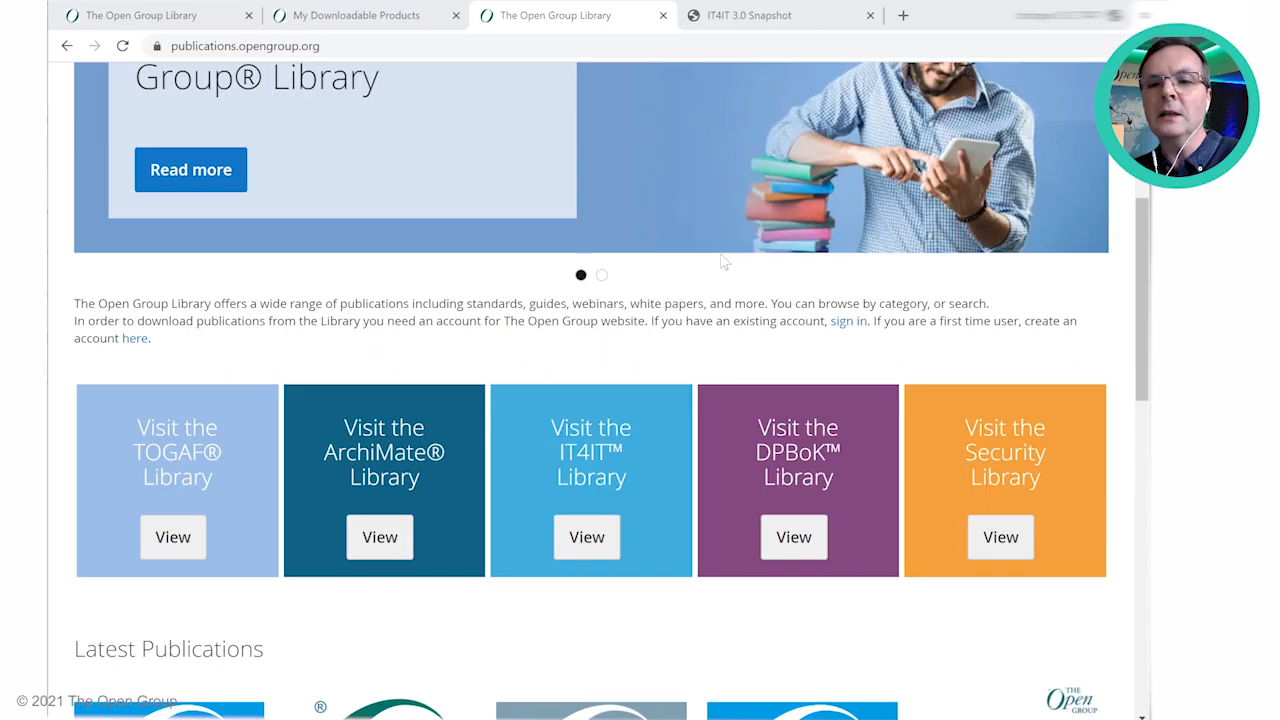 The Open Group Library
My Downloadable Products
The Open Group Library
IT4IT 3.0 Snapshot
publications.opengroup.org
Group® Library
Read more
Open
The Open Group Library offers a wide range of publications including standards, guides, webinars, white papers, and more. You can browse by category, or search.
In order to download publications from the Library you need an account for The Open Group website. If you have an existing account, sign in. If you are a first time user, create an
account here.
Visit the
TOGAF®
Library
View
Visit the
ArchiMate®
Library
View
Visit the
IT4IT™
Library
View
Visit the
DPBoK™
Library
View
Visit the
Security
Library
View
Latest Publications
®
© 2021 The Open Group
THE
Open
GROUP